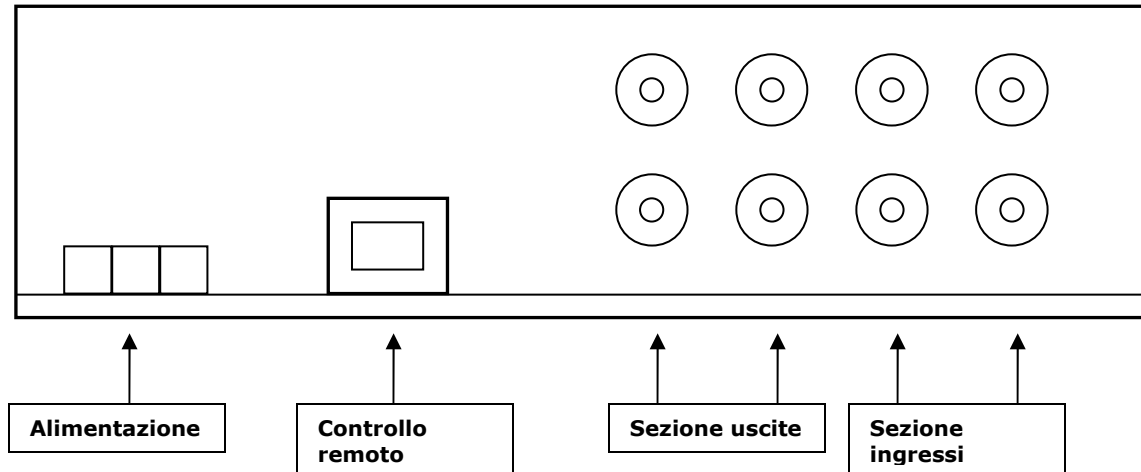 Alimentazione
Controllo
remoto
Sezione uscite
Sezione
ingressi